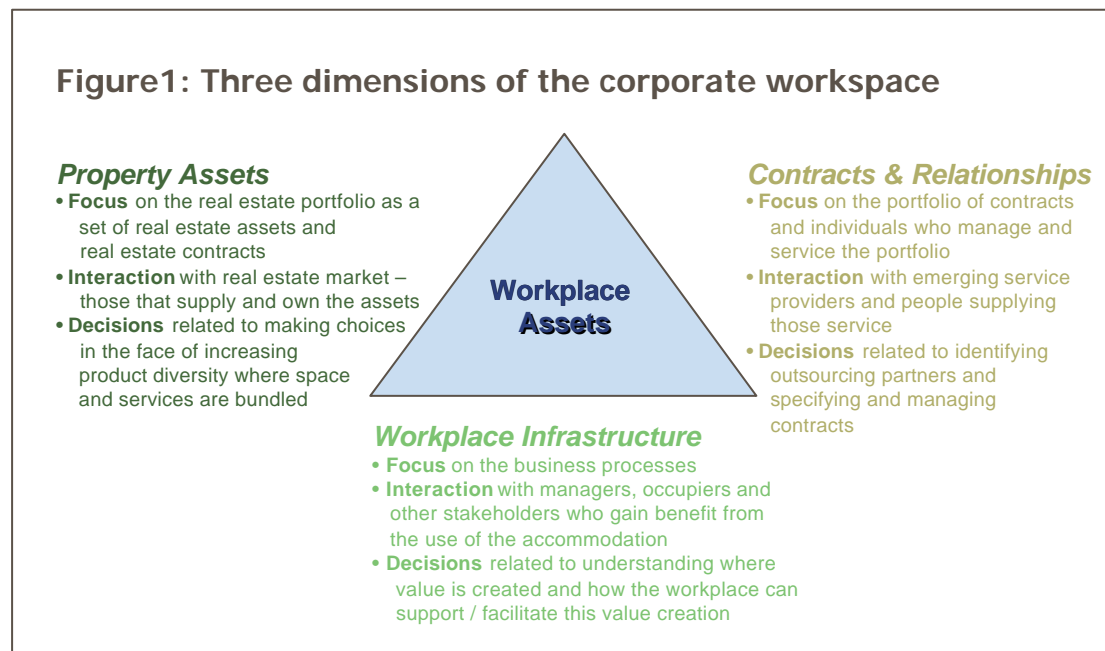 Figure1: Three dimensions of the corporate workspace
Property Assets
• Focus on the real estate portfolio as a
set of real estate assets and
real estate contracts
• Interaction with real estate market –
those that supply and own the assets
• Decisions related to making choices
in the face of increasing
product diversity where space
and services are bundled
Workplace
Assets
Contracts & Relationships
• Focus on the portfolio of contracts
and individuals who manage and
service the portfolio
• Interaction with emerging service
providers and people supplying
those service
• Decisions related to identifying
outsourcing partners and
specifying and managing
contracts
Workplace Infrastructure
• Focus on the business processes
• Interaction with managers, occupiers and
other stakeholders who gain benefit from
the use of the accommodation
• Decisions related to understanding where
value is created and how the workplace can
support / facilitate this value creation